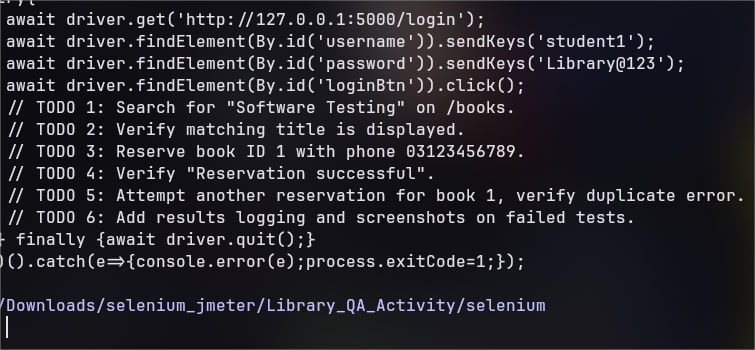 try{
await driver.get('http://127.0.0.1:5000/login');
await driver.findElement(By.id('username')).sendKeys('student1');
await driver.findElement(By.id('password')).sendKeys('Library@123');
await driver.findElement(By.id('loginBtn')).click();
// TODO 1: Search for "Software Testing" on /books.
// TODO 2: Verify matching title is displayed.
// TODO 3: Reserve book ID 1 with phone 03123456789.
// TODO 4: Verify "Reservation successful".
// TODO 5: Attempt another reservation for book 1, verify duplicate error.
// TODO 6: Add results logging and screenshots on failed tests.
} finally {await driver.quit();}
)().catch(e=>{console.error(e);process.exitCode=1;});
/Downloads/selenium_jmeter/Library_QA_Activity/selenium